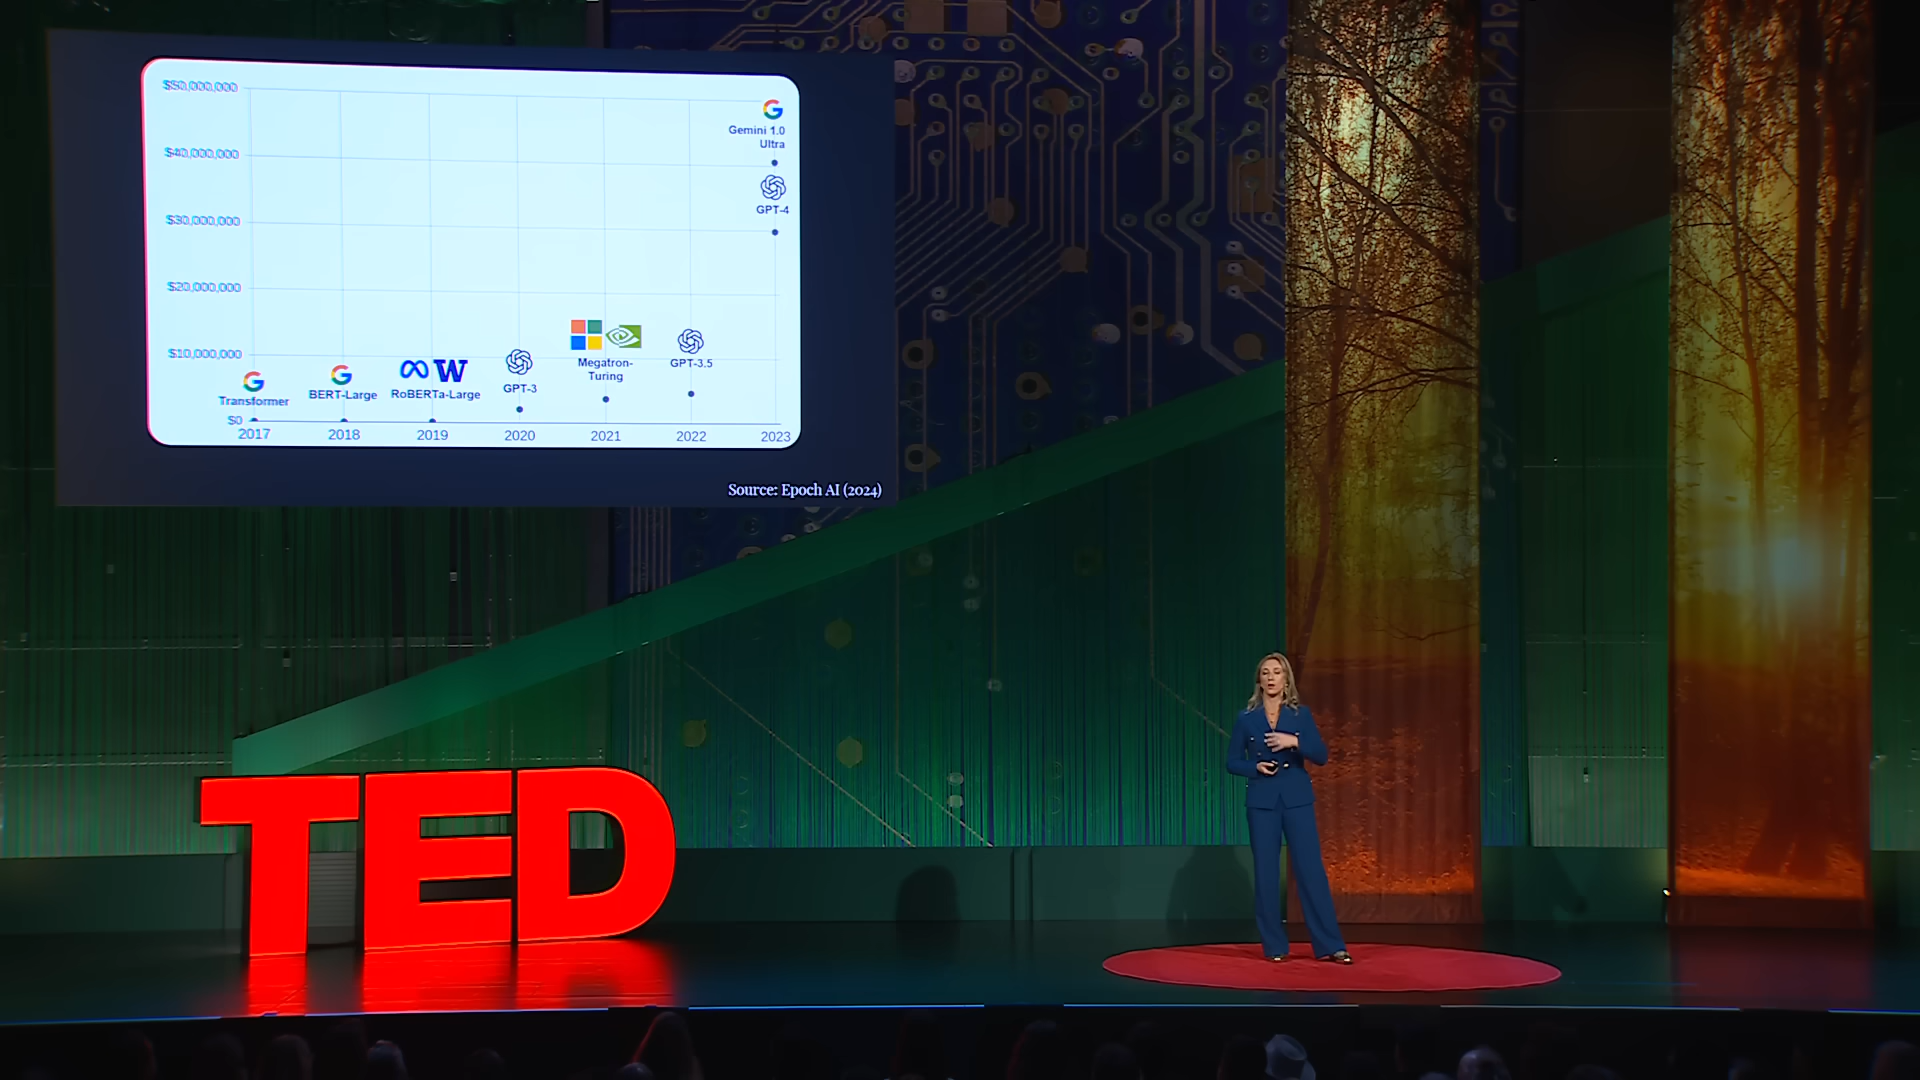 $50,000,000
Gemini 1.0
Ultra
$40,000,000
GPT-4
$30,000,000
$20,000,000
$10,000,000
Megatron-
Turing
GPT-3.5
Transformer
BERT-Large
W
RoBERTa-Large
GPT-3
$0
2017 2018 2019 2020 2021 2022 2023
Source: Epoch AI (2024)
TED